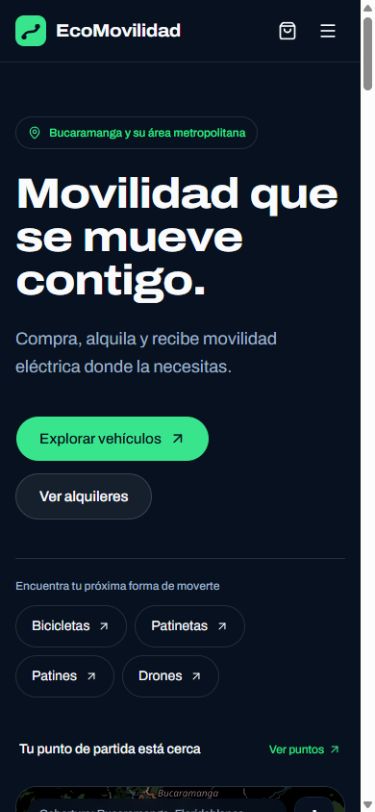 EcoMovilidad
Bucaramanga y su área metropolitana
Movilidad que
se mueve
contigo.
Compra, alquila y recibe movilidad
eléctrica donde la necesitas.
Explorar vehículos
Ver alquileres
Encuentra tu próxima forma de moverte
Bicicletas
Patinetas
Patines
Drones
Tu punto de partida está cerca
Ver puntos
Bucaramanga